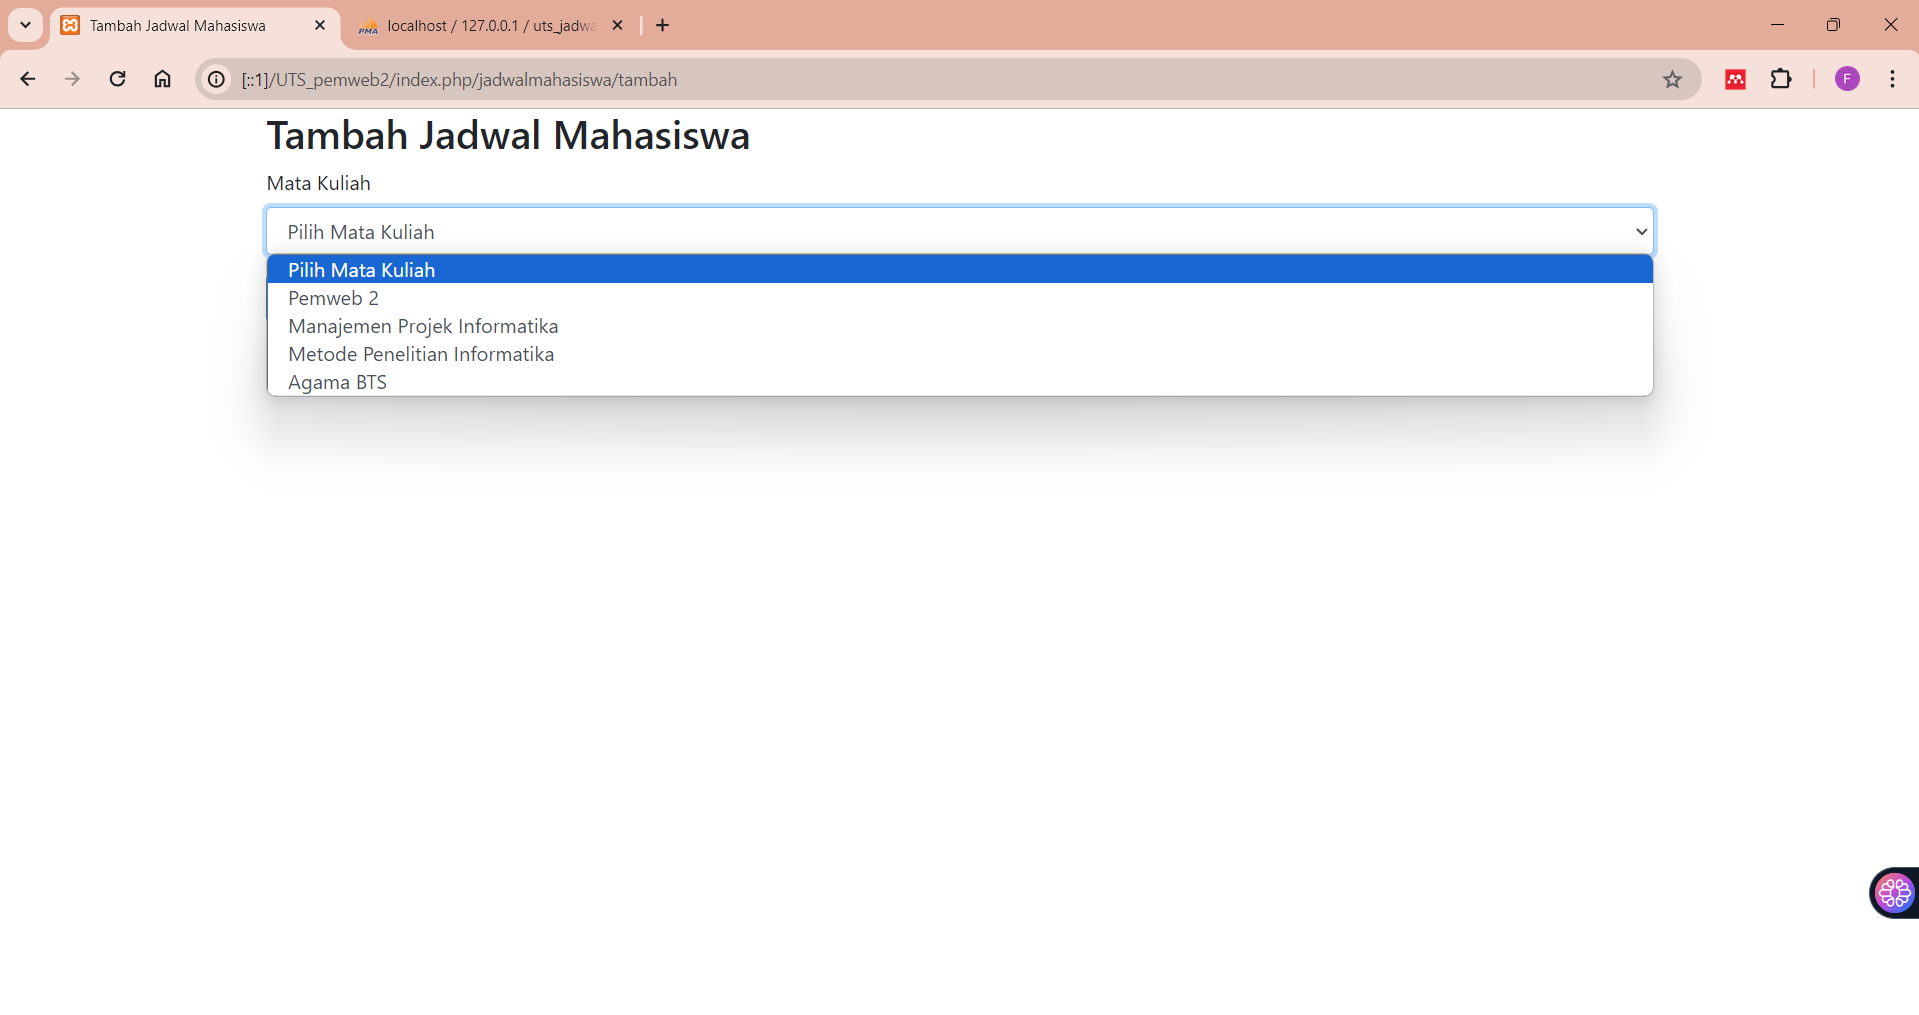 Tambah Jadwal Mahasiswa
PMA localhost / 127.0.0.1 / uts_jadwa
[::1]/UTS_pemweb2/index.php/jadwalmahasiswa/tambah
F
Tambah Jadwal Mahasiswa
Mata Kuliah
Pilih Mata Kuliah
Pilih Mata Kuliah
Pemweb 2
Manajemen Projek Informatika
Metode Penelitian Informatika
Agama BTS